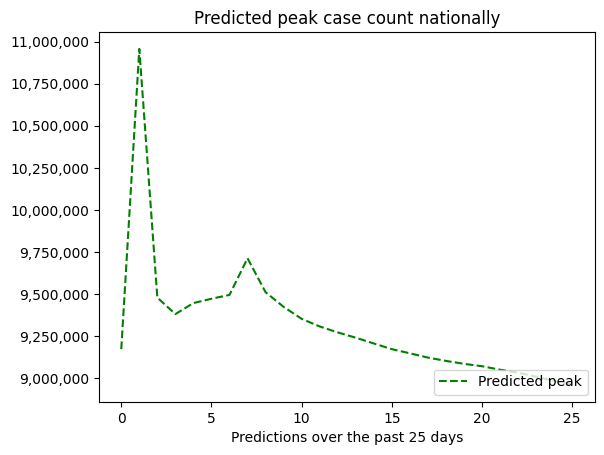 Predicted peak case count nationally
11,000,000
10,750,000
10,500,000
10,250,000
10,000,000
9,750,000
9,500,000
9,250,000
9,000,000
Predicted peak
0 5 10 15 20 25
Predictions over the past 25 days